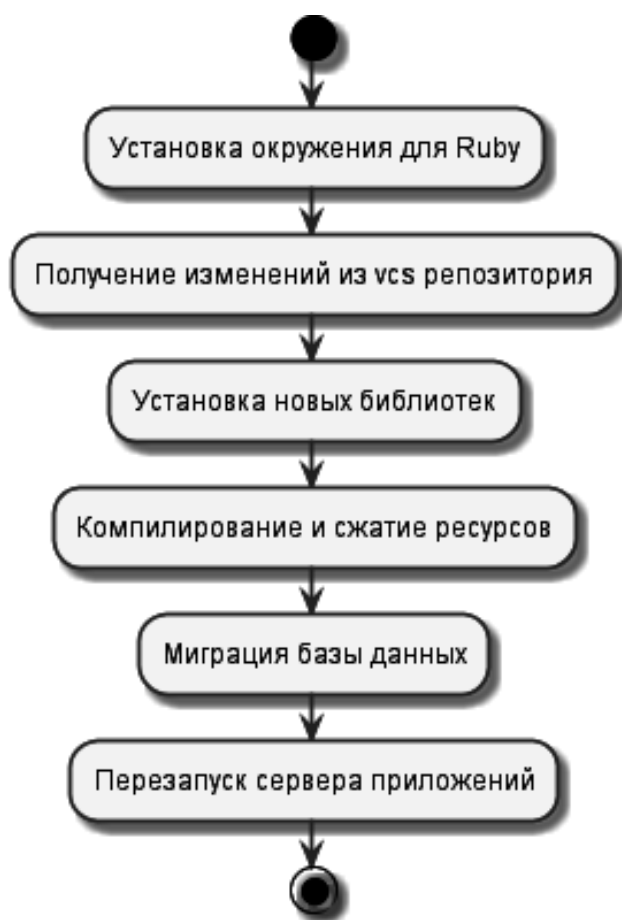 Установка окружения для Ruby
Получение изменений из vcs репозитория
Установка новых библиотек
Компилирование и сжатие ресурсов
Миграция базы данных
Перезапуск сервера приложений